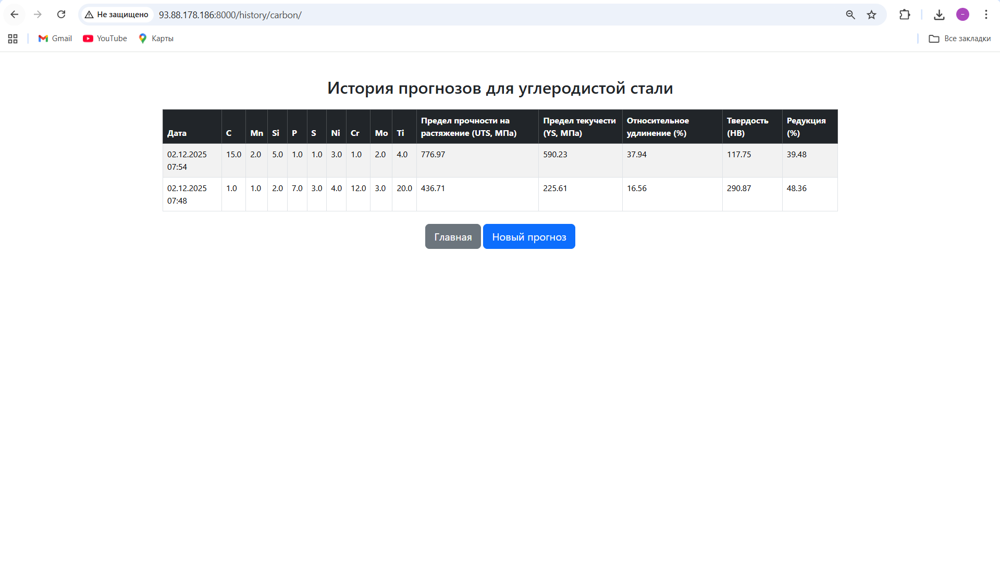 Не защищено 93.88.178.186:8000/history/carbon/
Gmail YouTube Карты Все закладки
История прогнозов для углеродистой стали
Дата C Mn Si P S Ni Cr Mo Ti Предел прочности на растяжение (UTS, МПа) Предел текучести (YS, МПа) Относительное удлинение (%) Твердость (HB) Редукция (%)
02.12.2025 07:54 15.0 2.0 5.0 1.0 1.0 3.0 1.0 2.0 4.0 776.97 590.23 37.94 117.75 39.48
02.12.2025 07:48 1.0 1.0 2.0 7.0 3.0 4.0 12.0 3.0 20.0 436.71 225.61 16.56 290.87 48.36
Главная Новый прогноз